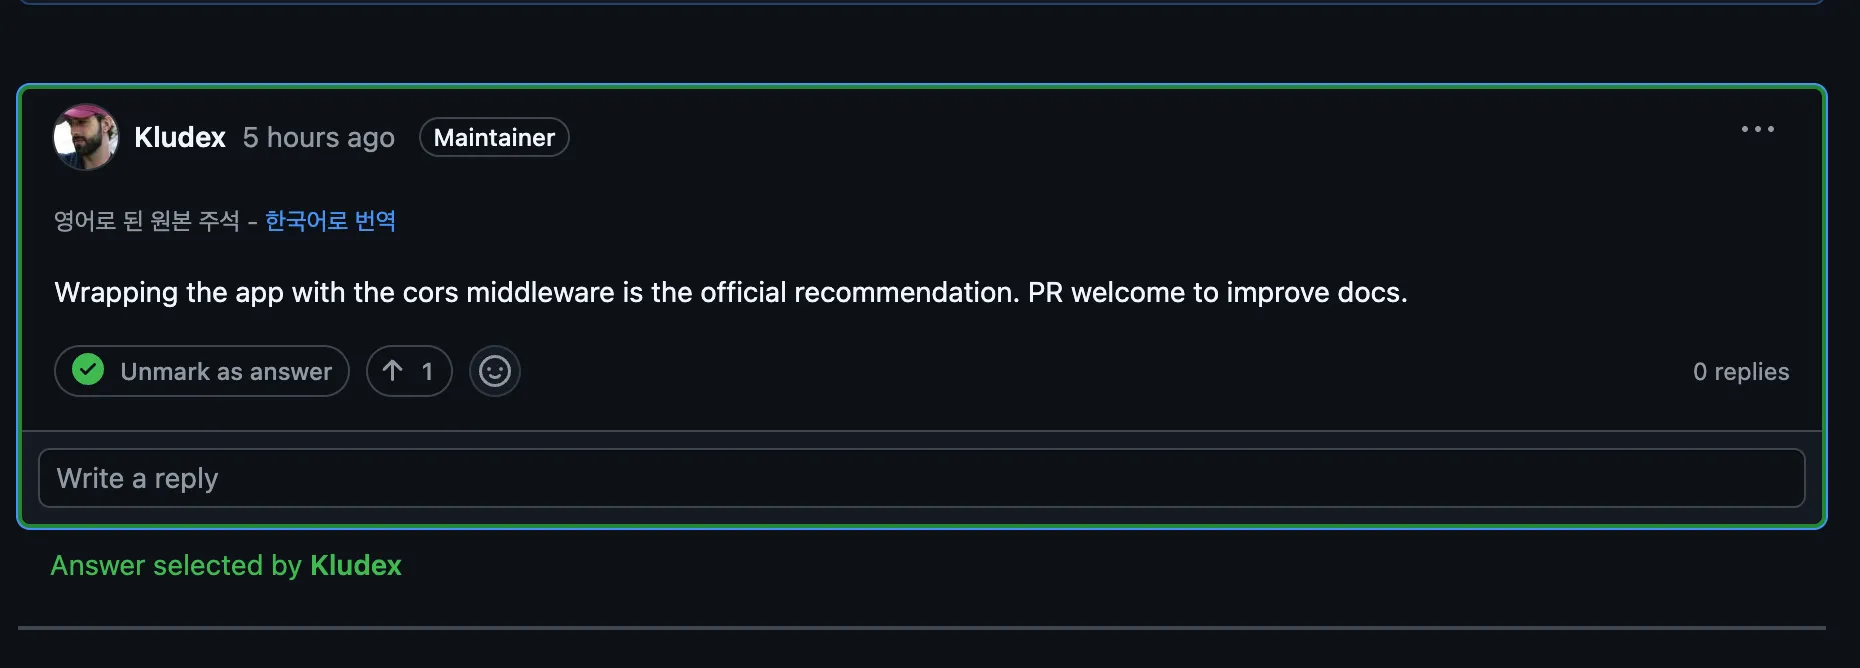 Kludex 5 hours ago Maintainer
영어로 된 원본 주석 - 한국어로 번역
Wrapping the app with the cors middleware is the official recommendation. PR welcome to improve docs.
Unmark as answer 1 0 replies
Write a reply
Answer selected by Kludex